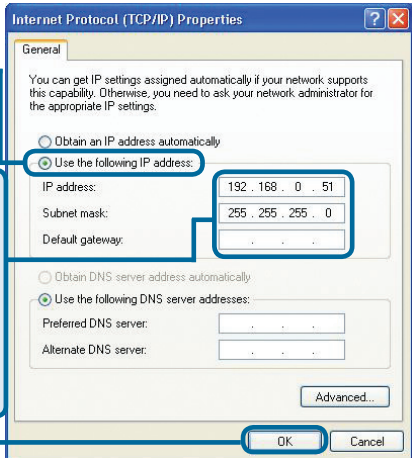 Internet Protocol (TCP/IP) Properties
General
You can get IP settings assigned automatically if your network supports
this capability. Otherwise, you need to ask your network administrator for
the appropriate IP settings.
Obtain an IP address automatically
Use the following IP address:
IP address: 192 . 168 . 0 . 51
Subnet mask: 255 . 255 . 255 . 0
Default gateway: . . .
Obtain DNS server address automatically
Use the following DNS server addresses:
Preferred DNS server: . . .
Alternate DNS server: . . .
Advanced...
OK Cancel